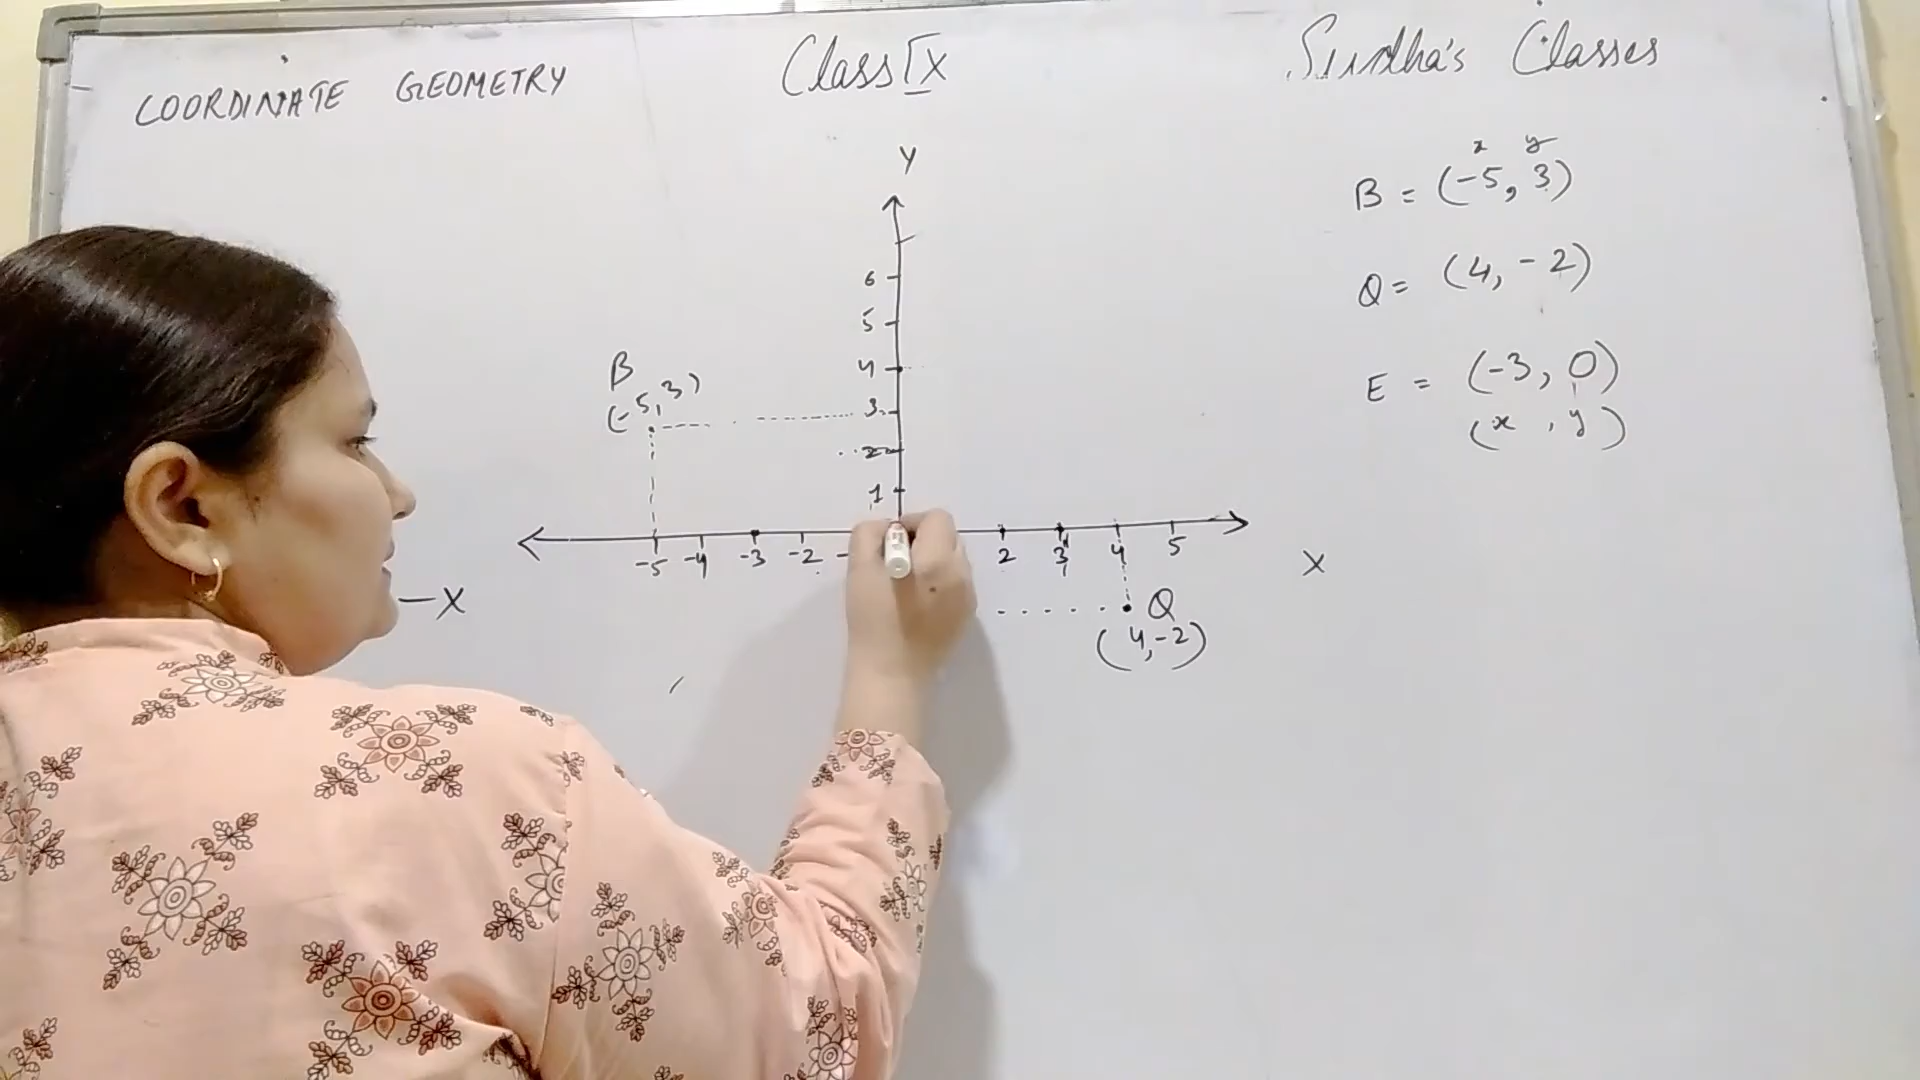 COORDINATE GEOMETRY
Class IX
Classes
Y
x y
B = (-5, 3)
Q = (4, -2)
E = (-3, 0)
(x , y)
6
5
4
3
2
1
B
(-5, 3)
-5 -4 -3 -2 - 2 3 4 5
-X
X
Q
(4, -2)